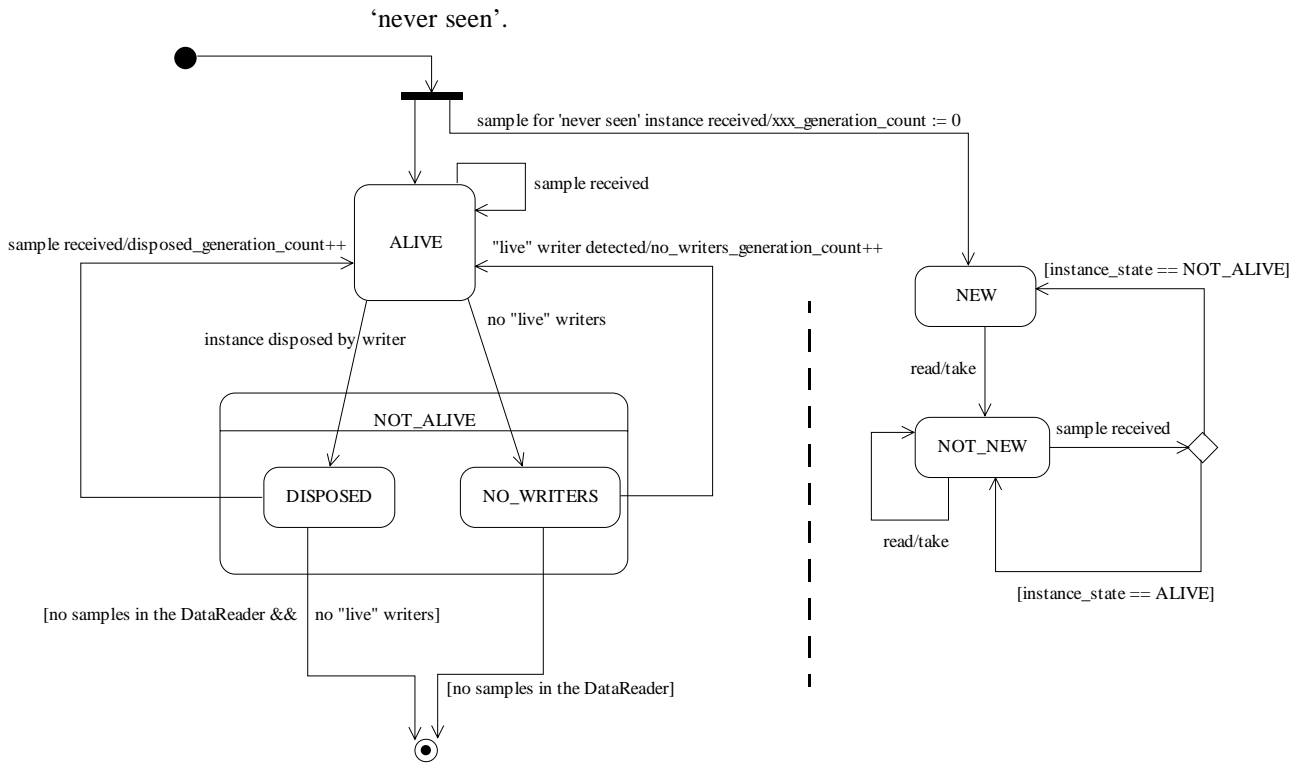 ‘never seen’.
sample for 'never seen' instance received/xxx_generation_count := 0
sample received
sample received/disposed_generation_count++
ALIVE
"live" writer detected/no_writers_generation_count++
[instance_state == NOT_ALIVE]
NEW
no "live" writers
instance disposed by writer
read/take
NOT_ALIVE
sample received
NOT_NEW
DISPOSED
NO_WRITERS
read/take
[instance_state == ALIVE]
[no samples in the DataReader && no "live" writers]
[no samples in the DataReader]